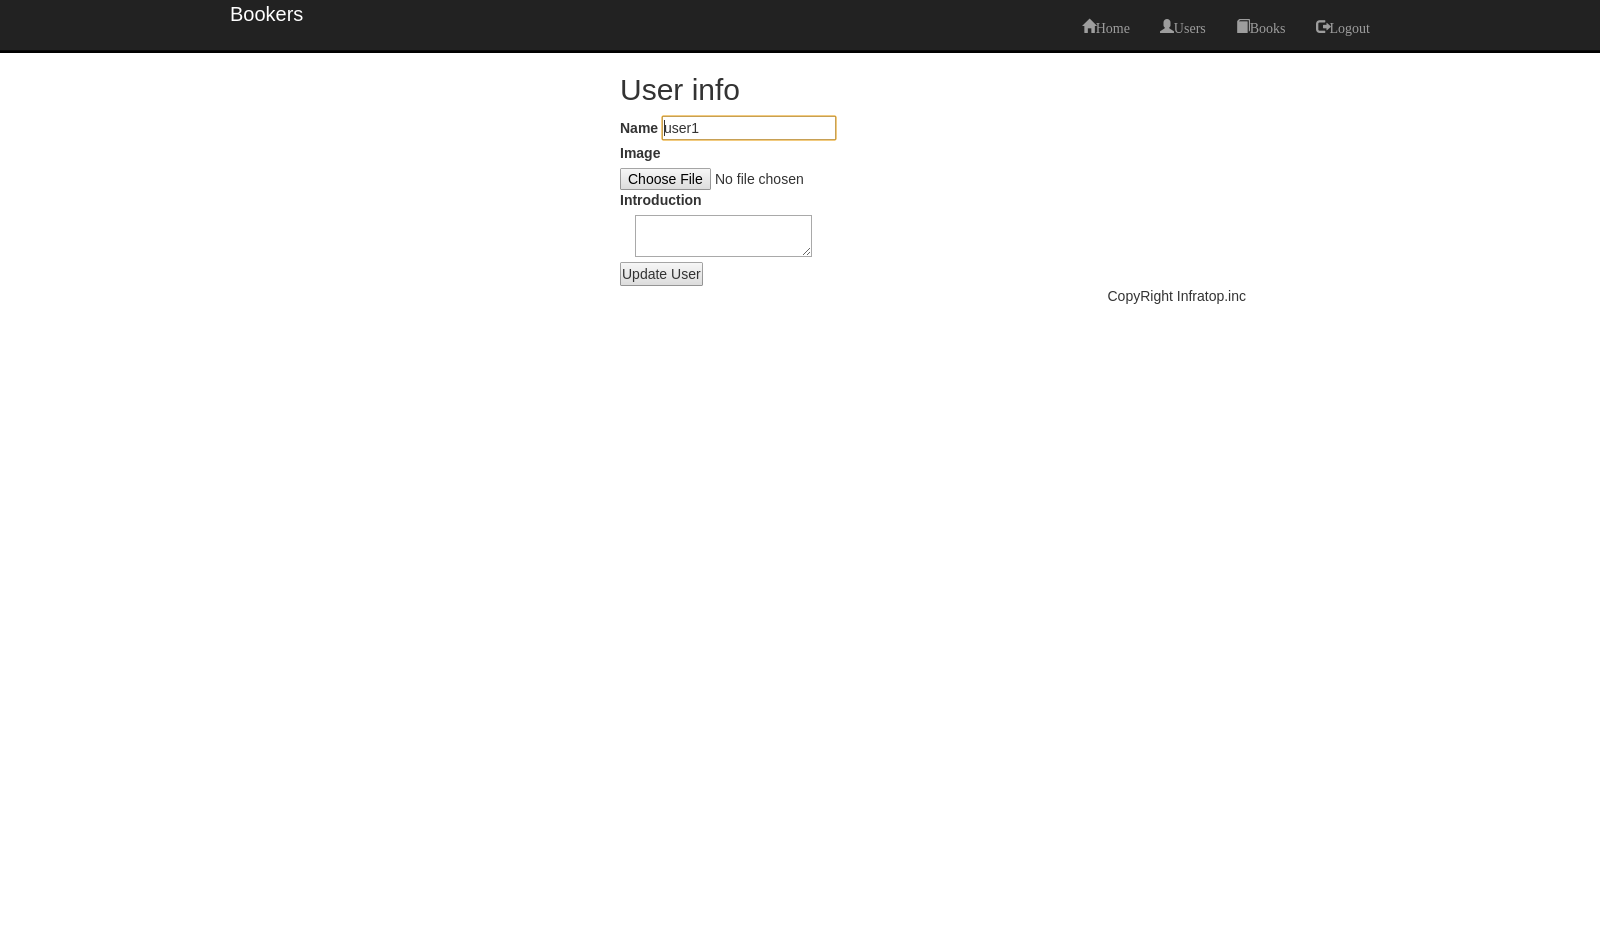 Bookers
Home Users Books Logout
User info
Name user1
Image
Choose File No file chosen
Introduction
Update User
CopyRight Infratop.inc